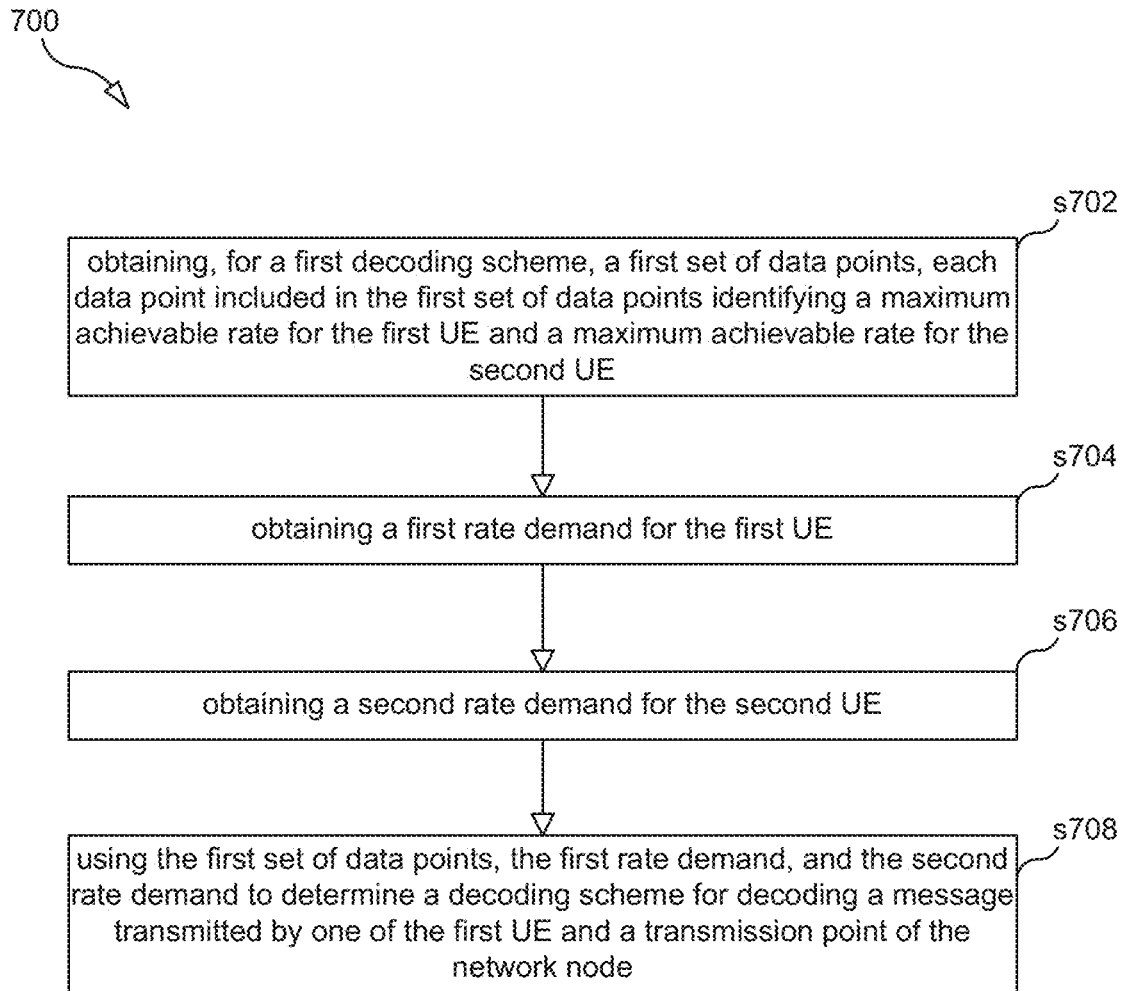 700
s702
obtaining, for a first decoding scheme, a first set of data points, each
data point included in the first set of data points identifying a maximum
achievable rate for the first UE and a maximum achievable rate for the
second UE
s704
obtaining a first rate demand for the first UE
s706
obtaining a second rate demand for the second UE
s708
using the first set of data points, the first rate demand, and the second
rate demand to determine a decoding scheme for decoding a message
transmitted by one of the first UE and a transmission point of the
network node